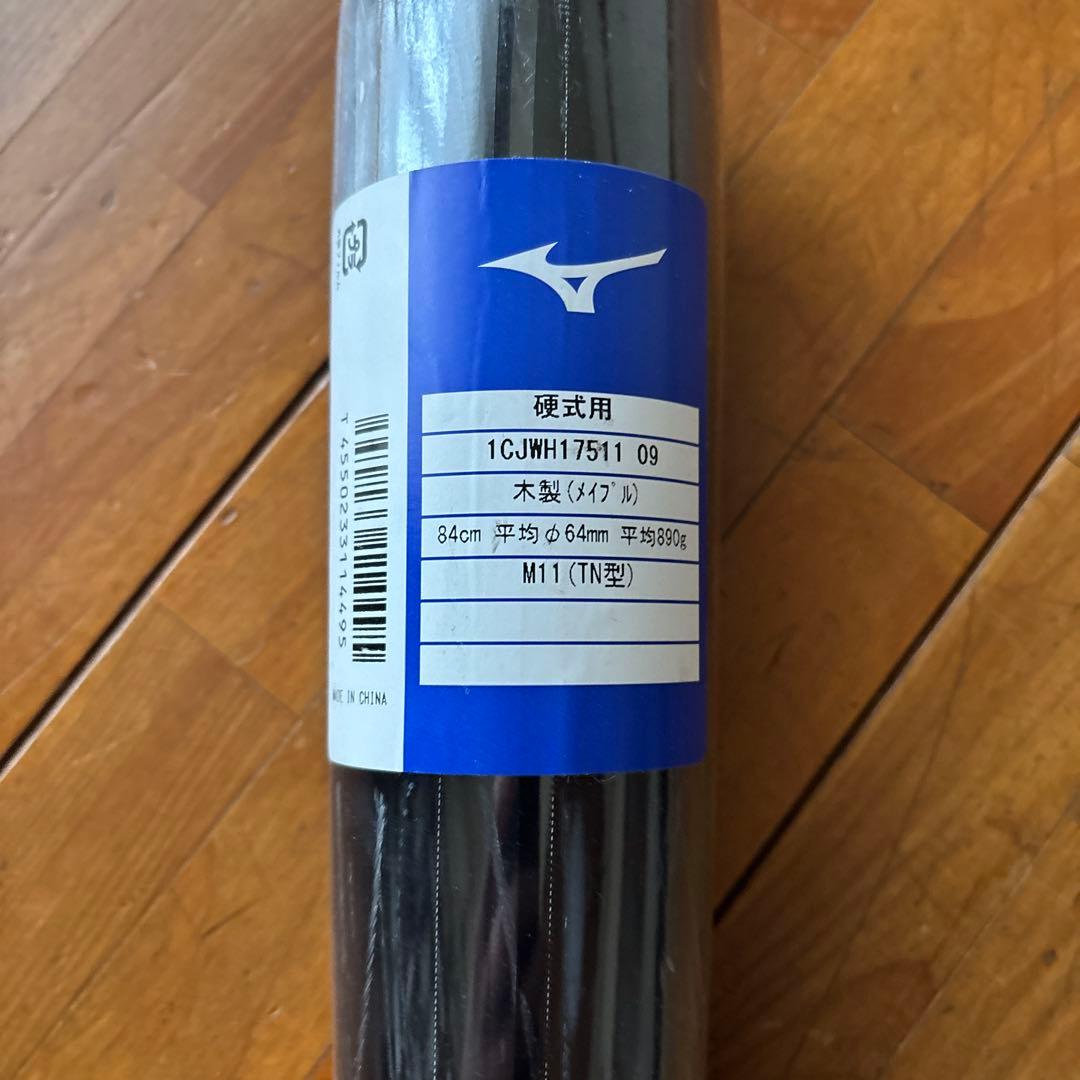 硬式用
1CJWH17511 09
木製(ﾒｲﾌﾟﾙ)
84cm 平均φ64mm 平均890g
M11(TN型)
T 4550233114495
MADE IN CHINA